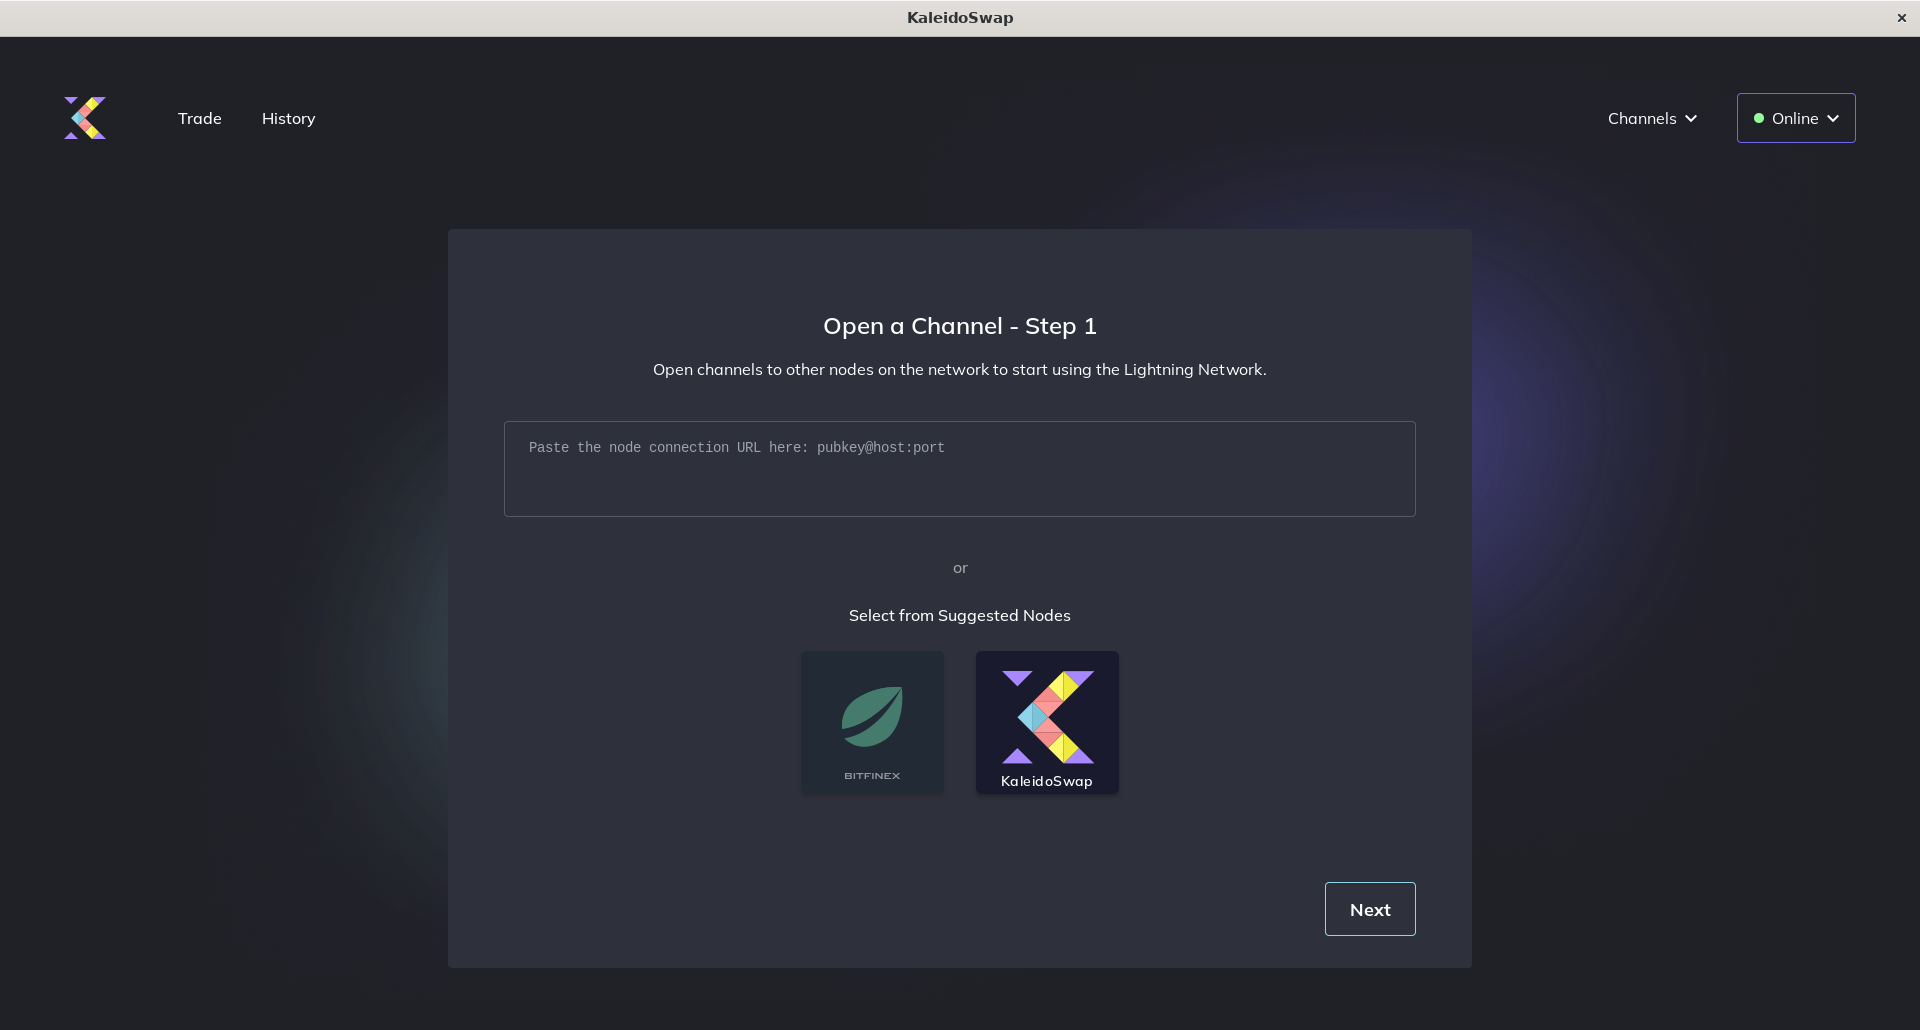 KaleidoSwap
Trade
History
Channels
Online
Open a Channel - Step 1
Open channels to other nodes on the network to start using the Lightning Network.
Paste the node connection URL here: pubkey@host:port
or
Select from Suggested Nodes
BITFINEX
KaleidoSwap
Next